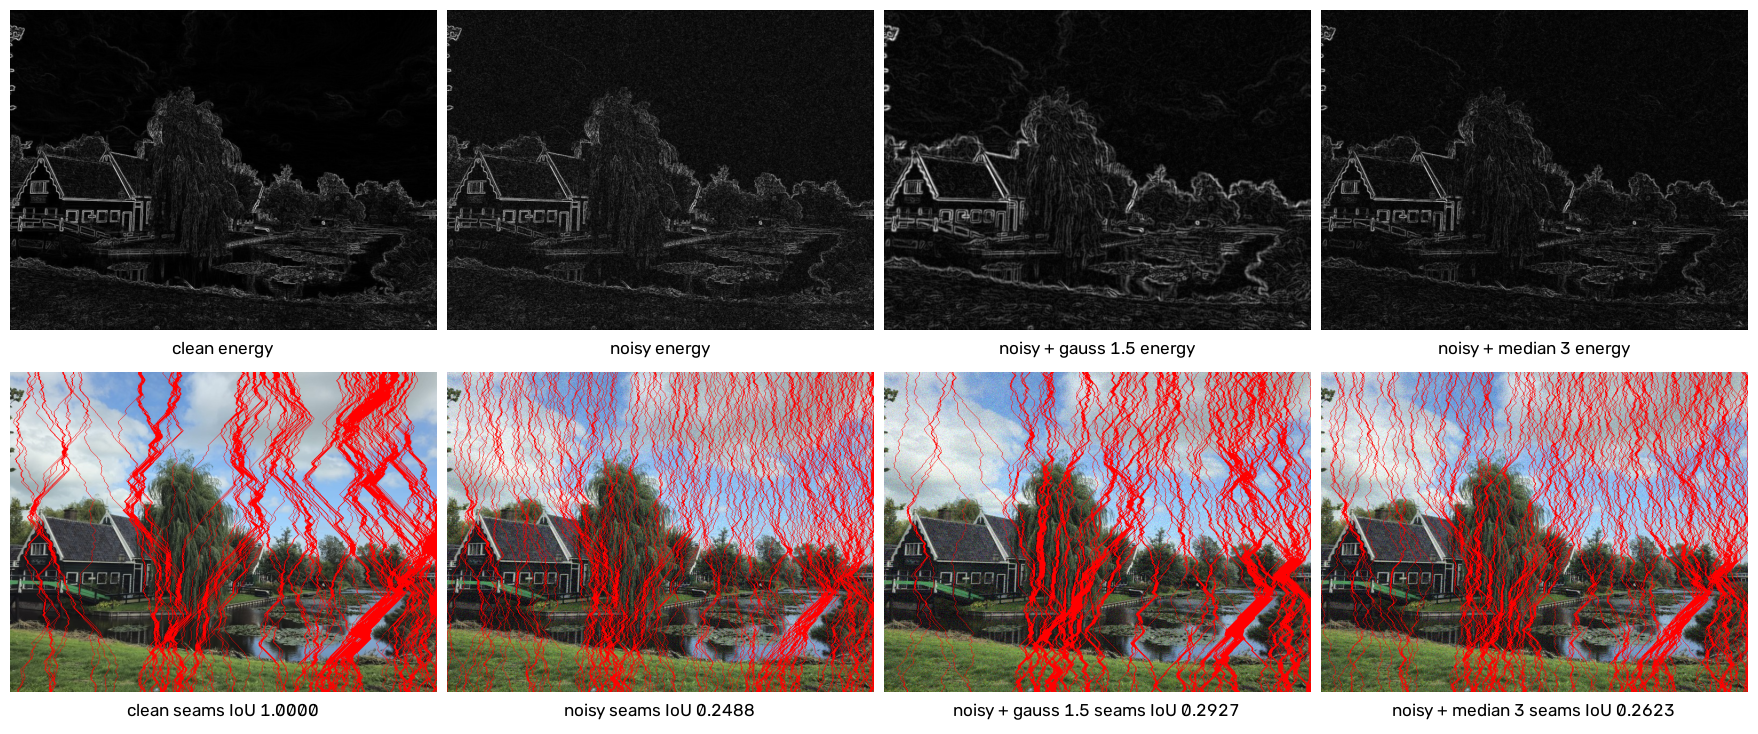 clean energy
noisy energy
noisy + gauss 1.5 energy
noisy + median 3 energy
clean seams IoU 1.0000
noisy seams IoU 0.2488
noisy + gauss 1.5 seams IoU 0.2927
noisy + median 3 seams IoU 0.2623